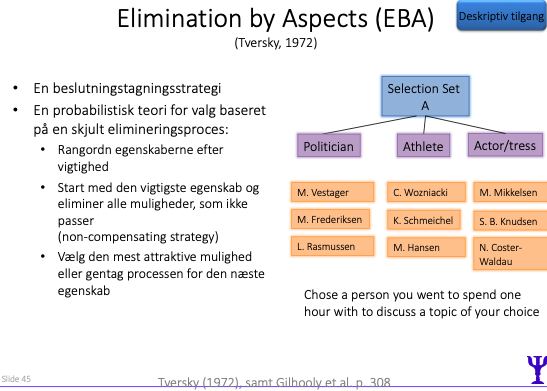 Elimination by Aspects (EBA)
(Tversky, 1972)
Deskriptiv tilgang
• En beslutningstagningsstrategi
• En probabilistisk teori for valg baseret
på en skjult elimineringsproces:
• Rangordn egenskaberne efter
vigtighed
• Start med den vigtigste egenskab og
eliminer alle muligheder, som ikke
passer
(non-compensating strategy)
• Vælg den mest attraktive mulighed
eller gentag processen for den næste
egenskab
Selection Set
A
Politician
Athlete
Actor/tress
M. Vestager
C. Wozniacki
M. Mikkelsen
M. Frederiksen
K. Schmeichel
S. B. Knudsen
L. Rasmussen
M. Hansen
N. Coster-
Waldau
Chose a person you went to spend one
hour with to discuss a topic of your choice
Slide 45
Tversky (1972), samt Gilhooly et al. p. 308
Ψ